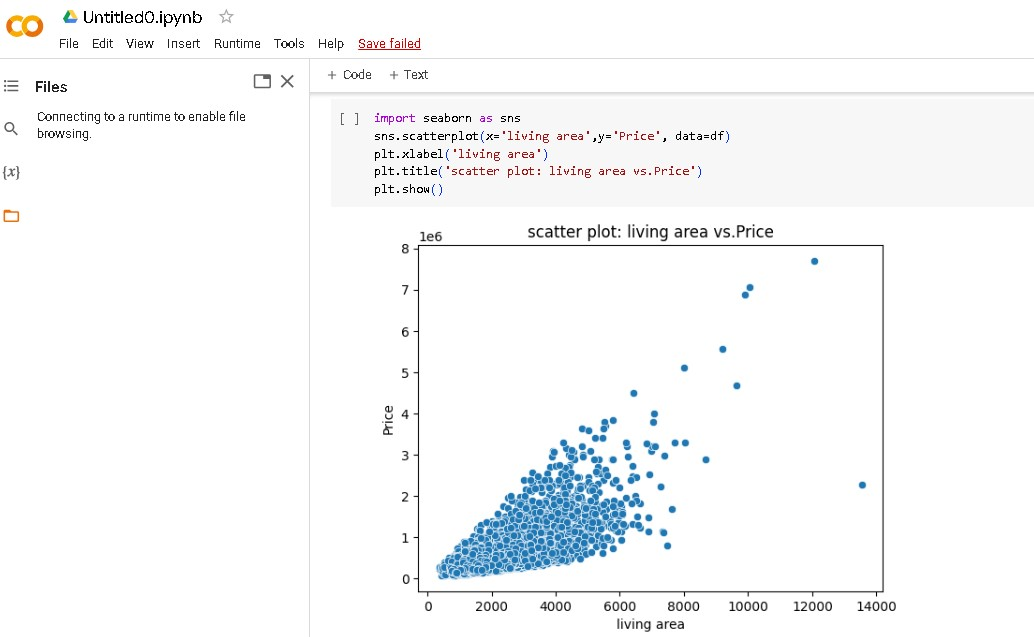 Untitled0.ipynb
File Edit View Insert Runtime Tools Help Save failed
Files
Connecting to a runtime to enable file
browsing.
{x}
+ Code + Text
[ ] import seaborn as sns
sns.scatterplot(x='living area',y='Price', data=df)
plt.xlabel('living area')
plt.title('scatter plot: living area vs.Price')
plt.show()
scatter plot: living area vs.Price
1e6
8
7
6
5
4
3
2
1
0
Price
0 2000 4000 6000 8000 10000 12000 14000
living area